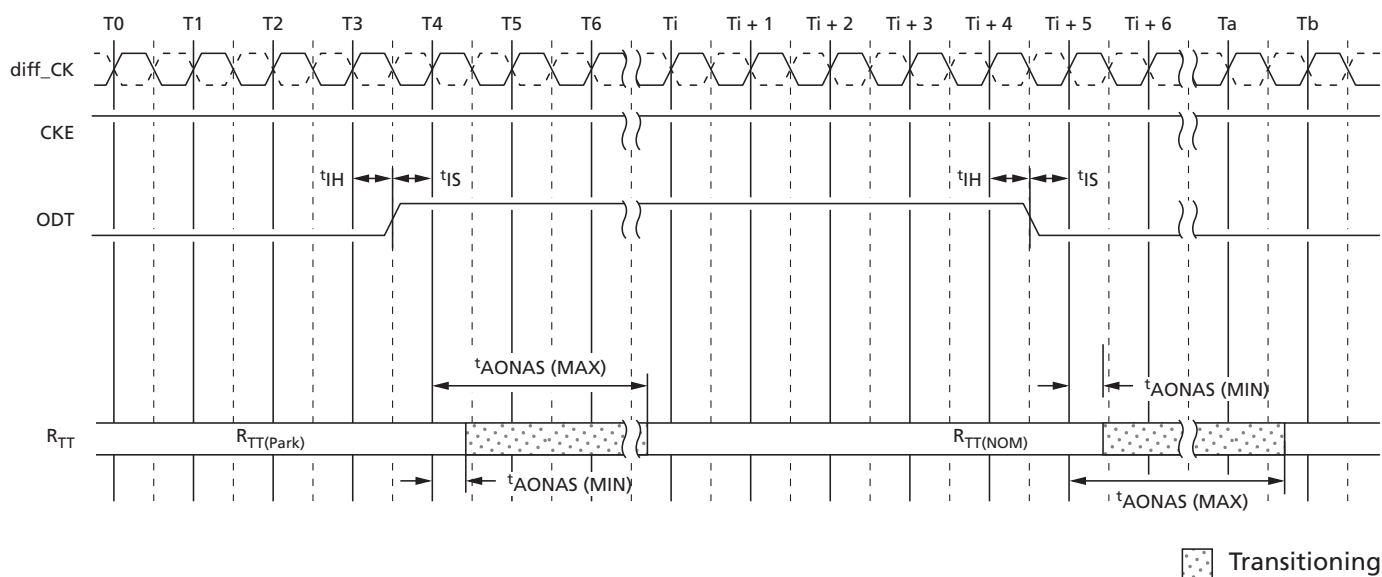 T0 T1 T2 T3 T4 T5 T6 Ti Ti + 1 Ti + 2 Ti + 3 Ti + 4 Ti + 5 Ti + 6 Ta Tb
diff_CK
CKE
tIH tIS tIH tIS
ODT
tAONAS (MAX)
tAONAS (MIN)
RTT RTT(Park) RTT(NOM)
tAONAS (MIN)
tAONAS (MAX)
Transitioning